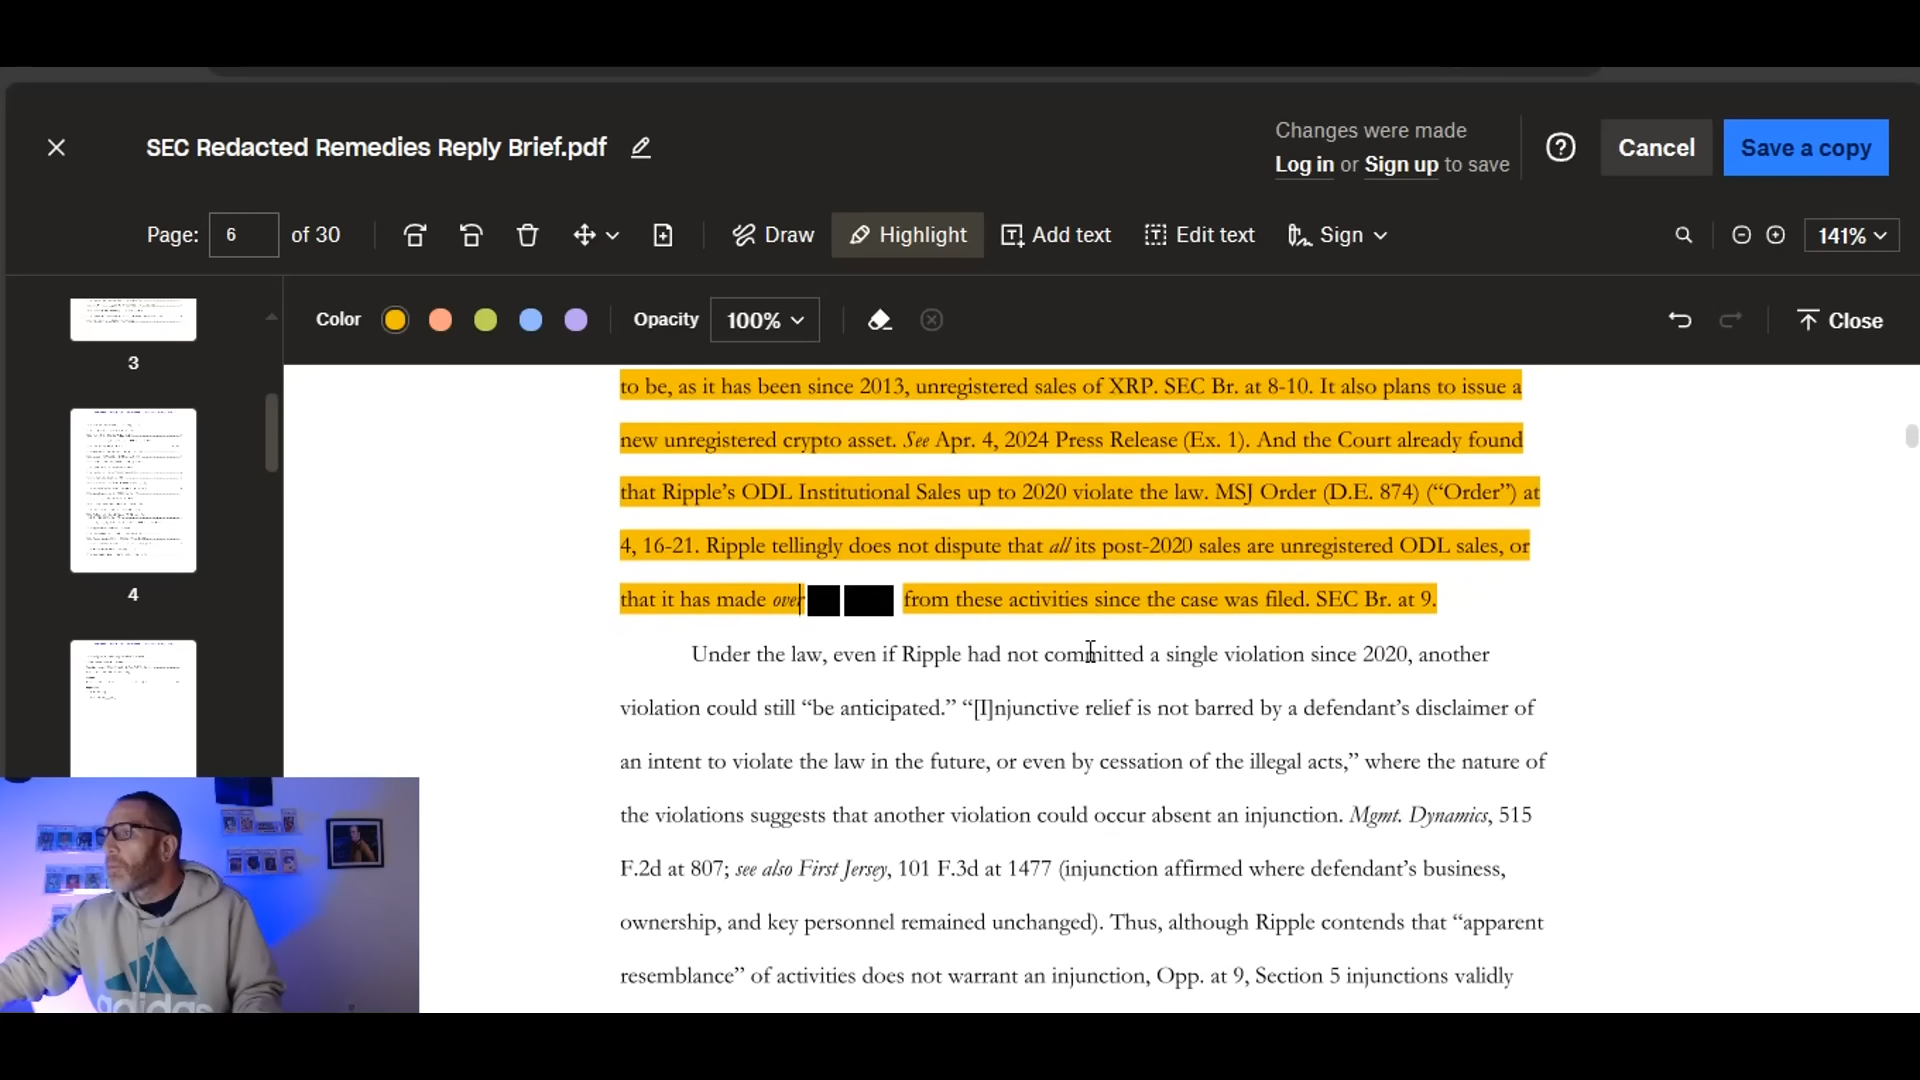 SEC Redacted Remedies Reply Brief.pdf
Changes were made
Log in or Sign up to save
Cancel
Save a copy
Page: 6 of 30
Draw
Highlight
Add text
Edit text
Sign
141%
Color
Opacity
100%
Close
3
4
to be, as it has been since 2013, unregistered sales of XRP. SEC Br. at 8-10. It also plans to issue a
new unregistered crypto asset. See Apr. 4, 2024 Press Release (Ex. 1). And the Court already found
that Ripple’s ODL Institutional Sales up to 2020 violate the law. MSJ Order (D.E. 874) (“Order”) at
4, 16-21. Ripple tellingly does not dispute that all its post-2020 sales are unregistered ODL sales, or
that it has made over from these activities since the case was filed. SEC Br. at 9.
Under the law, even if Ripple had not committed a single violation since 2020, another
violation could still “be anticipated.” “[I]njunctive relief is not barred by a defendant’s disclaimer of
an intent to violate the law in the future, or even by cessation of the illegal acts,” where the nature of
the violations suggests that another violation could occur absent an injunction. Mgmt. Dynamics, 515
F.2d at 807; see also First Jersey, 101 F.3d at 1477 (injunction affirmed where defendant’s business,
ownership, and key personnel remained unchanged). Thus, although Ripple contends that “apparent
resemblance” of activities does not warrant an injunction, Opp. at 9, Section 5 injunctions validly
adidas